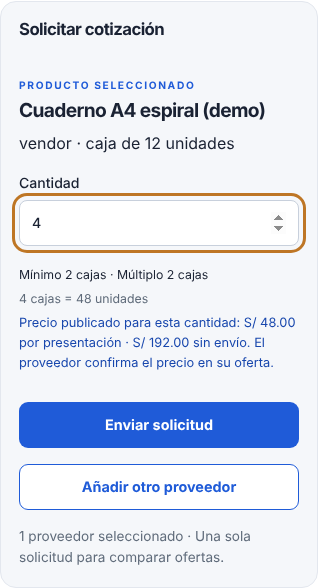 Solicitar cotización
PRODUCTO SELECCIONADO
Cuaderno A4 espiral (demo)
vendor · caja de 12 unidades
Cantidad
4
Mínimo 2 cajas · Múltiplo 2 cajas
4 cajas = 48 unidades
Precio publicado para esta cantidad: S/ 48.00
por presentación · S/ 192.00 sin envío. El
proveedor confirma el precio en su oferta.
Enviar solicitud
Añadir otro proveedor
1 proveedor seleccionado · Una sola
solicitud para comparar ofertas.